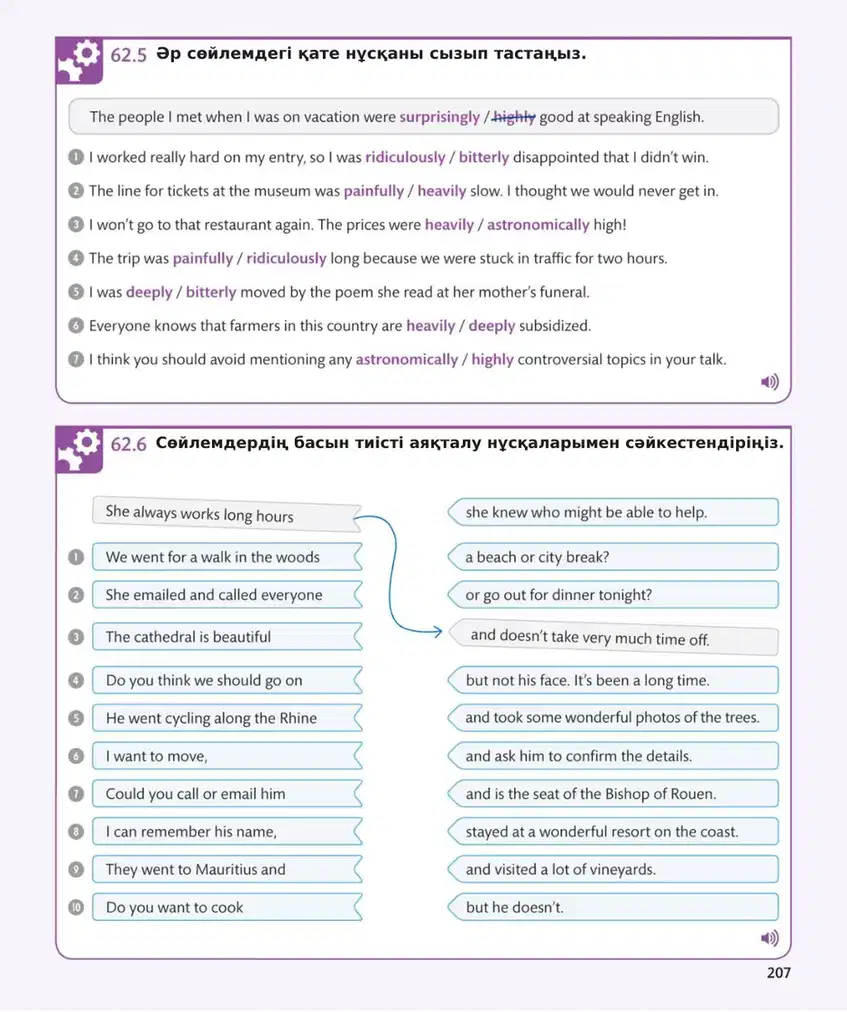 62.5 Әр сөйлемдегі қате нұсқаны сызып тастаңыз.
The people I met when I was on vacation were surprisingly / highly good at speaking English.
1 I worked really hard on my entry, so I was ridiculously / bitterly disappointed that I didn't win.
2 The line for tickets at the museum was painfully / heavily slow. I thought we would never get in.
3 I won't go to that restaurant again. The prices were heavily / astronomically high!
4 The trip was painfully / ridiculously long because we were stuck in traffic for two hours.
5 I was deeply / bitterly moved by the poem she read at her mother's funeral.
6 Everyone knows that farmers in this country are heavily / deeply subsidized.
7 I think you should avoid mentioning any astronomically / highly controversial topics in your talk.
62.6 Сөйлемдердің басын тиісті аяқталу нұсқаларымен сәйкестендіріңіз.
She always works long hours
she knew who might be able to help.
1 We went for a walk in the woods
a beach or city break?
2 She emailed and called everyone
or go out for dinner tonight?
3 The cathedral is beautiful
and doesn't take very much time off.
4 Do you think we should go on
but not his face. It's been a long time.
5 He went cycling along the Rhine
and took some wonderful photos of the trees.
6 I want to move,
and ask him to confirm the details.
7 Could you call or email him
and is the seat of the Bishop of Rouen.
8 I can remember his name,
stayed at a wonderful resort on the coast.
9 They went to Mauritius and
and visited a lot of vineyards.
10 Do you want to cook
but he doesn't.
207